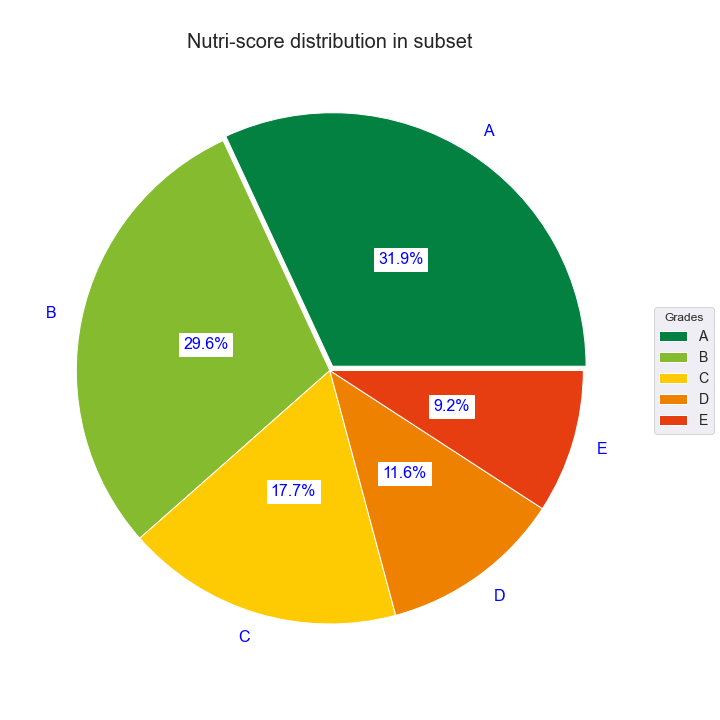 Nutri-score distribution in subset
A
31.9%
B
29.6%
Grades
A
B
C
D
E
9.2%
E
11.6%
17.7%
D
C